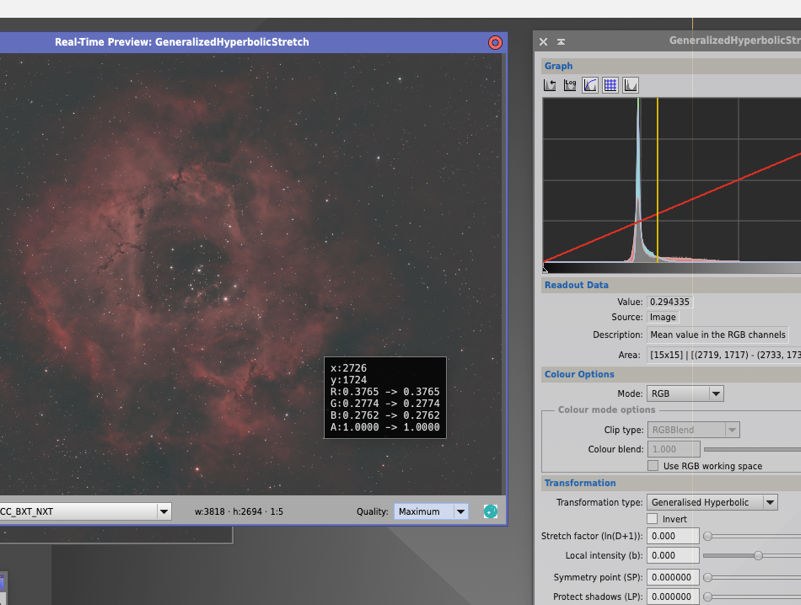 Real-Time Preview: GeneralizedHyperbolicStretch
x:2726
y:1724
R:0.3765 -> 0.3765
G:0.2774 -> 0.2774
B:0.2762 -> 0.2762
A:1.0000 -> 1.0000
CC_BXT_NXT
w:3818 · h:2694 · 1:5
Quality: Maximum
GeneralizedHyperbolicStr
Graph
Log
Readout Data
Value: 0.294335
Source: Image
Description: Mean value in the RGB channels
Area: [15x15] | [(2719, 1717) - (2733, 173
Colour Options
Mode: RGB
Colour mode options
Clip type: RGBBlend
Colour blend: 1.000
Use RGB working space
Transformation
Transformation type: Generalised Hyperbolic
Invert
Stretch factor (ln(D+1)): 0.000
Local intensity (b): 0.000
Symmetry point (SP): 0.000000
Protect shadows (LP): 0.000000